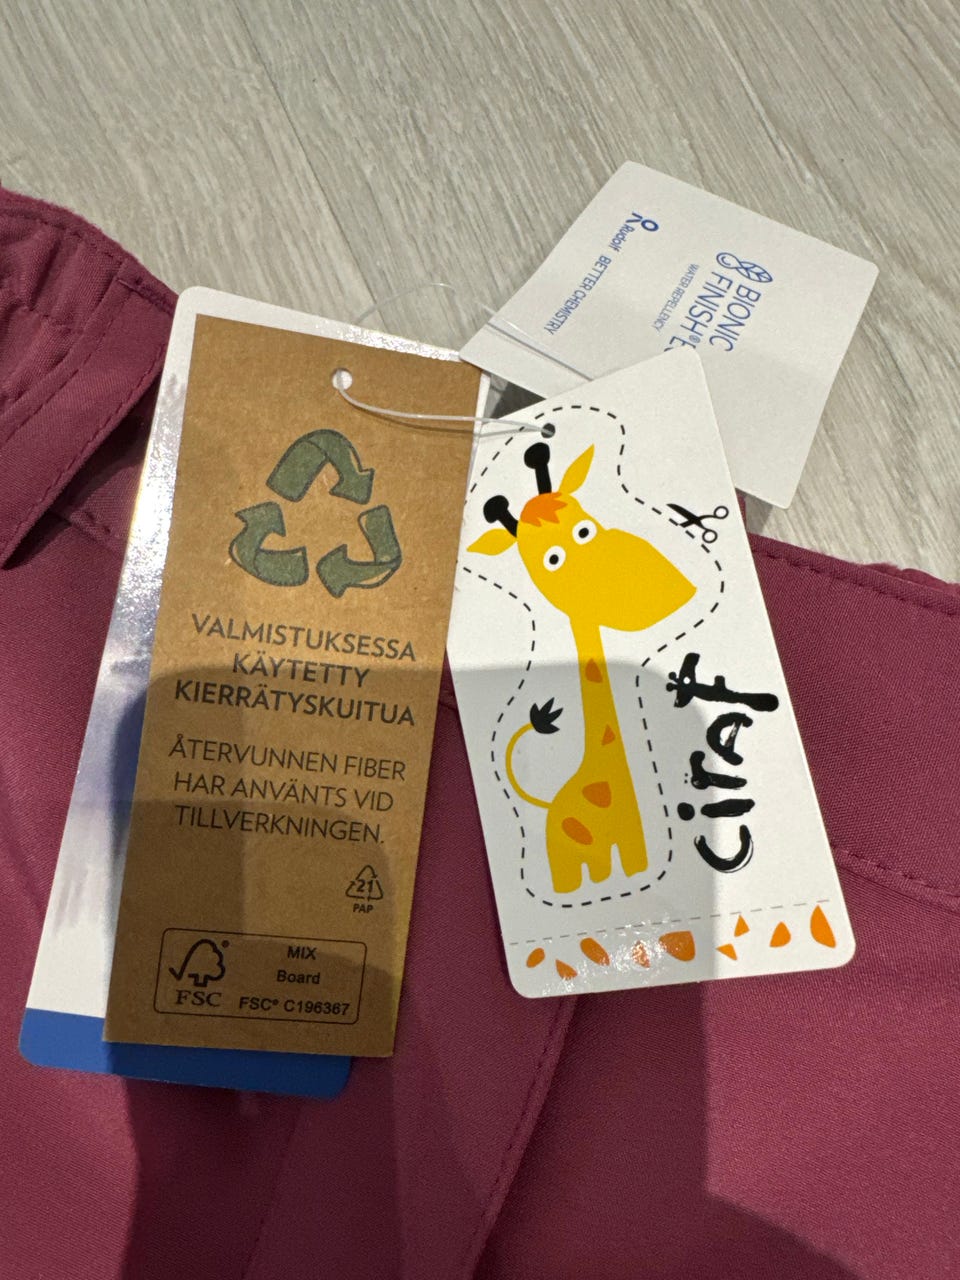 VALMISTUKSESSA
KÄYTETTY
KIERRÄTYSKUITUA
ÅTERVUNNEN FIBER
HAR ANVÄNTS VID
TILLVERKNINGEN.
21
PAP
FSC®
MIX
Board
FSC® C196367
CiRAF
Rudolf BETTER CHEMISTRY
BIONIC
FINISH®
WATER REPELLENCY